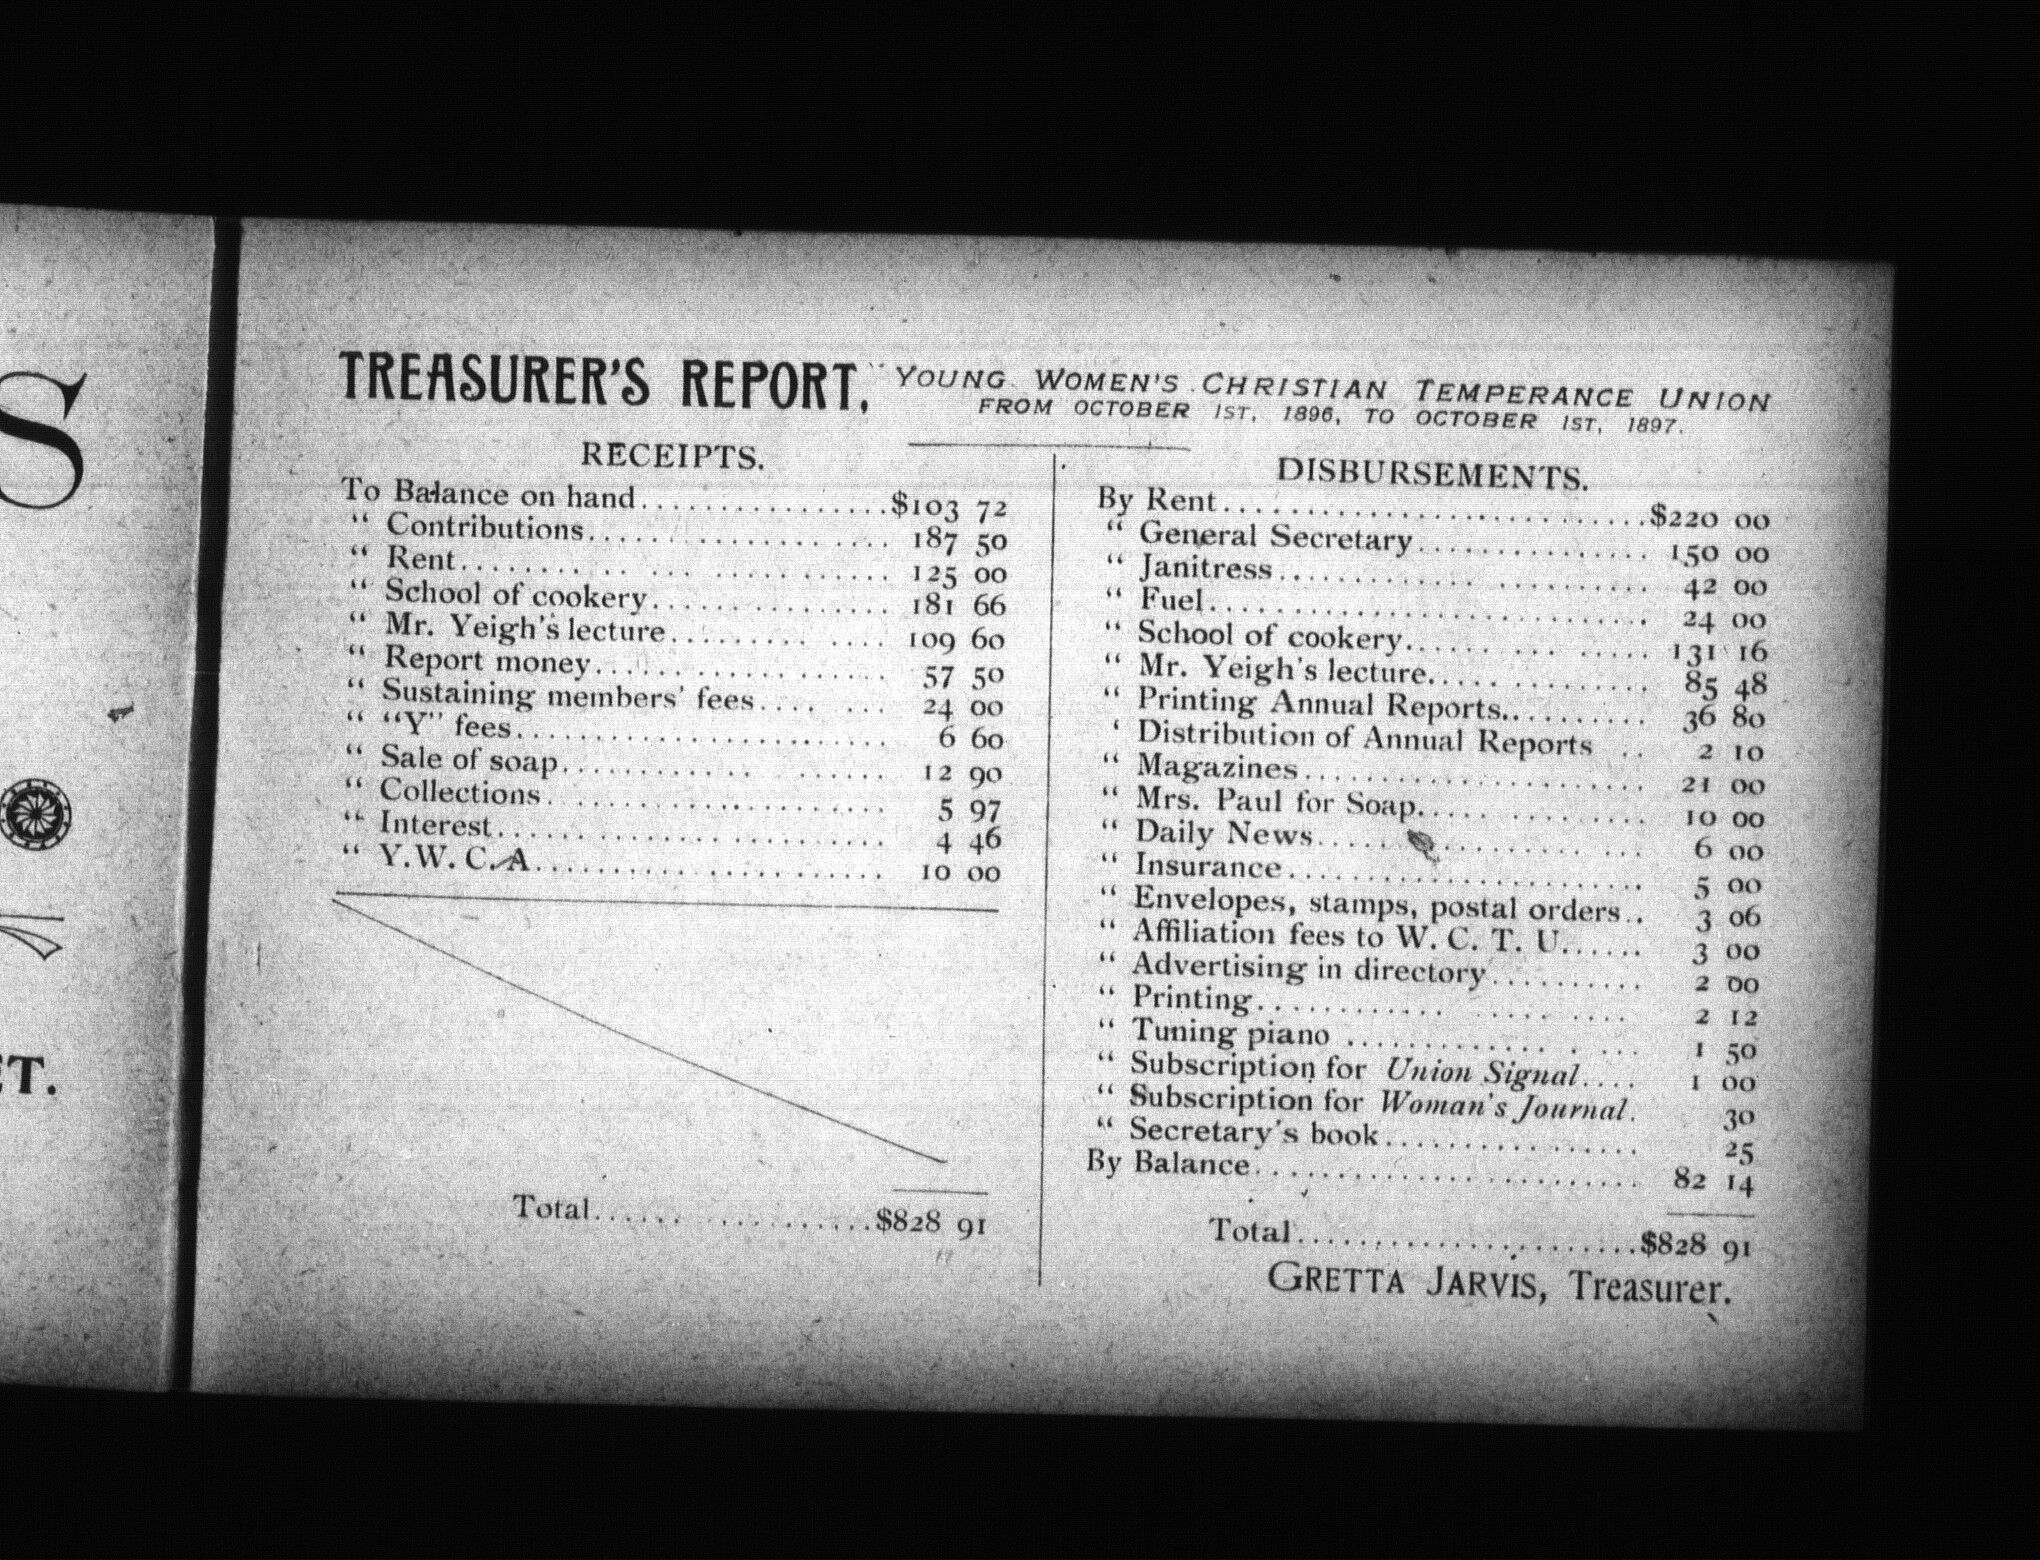 S
ET.
TREASURER'S REPORT, YOUNG WOMEN'S CHRISTIAN TEMPERANCE UNION
FROM OCTOBER 1ST, 1896, TO OCTOBER 1ST, 1897.
RECEIPTS.
To Balance on hand................$103 72
" Contributions.................... 187 50
" Rent............................ 125 00
" School of cookery................ 181 66
" Mr. Yeigh's lecture.............. 109 60
" Report money.................... 57 50
" Sustaining members' fees........ 24 00
" "Y" fees........................ 6 60
" Sale of soap.................... 12 90
" Collections...................... 5 97
" Interest........................ 4 46
" Y.W.C.A........................ 10 00
Total..................$828 91
DISBURSEMENTS.
By Rent............................$220 00
" General Secretary............... 150 00
" Janitress........................ 42 00
" Fuel............................ 24 00
" School of cookery................ 131 16
" Mr. Yeigh's lecture.............. 85 48
" Printing Annual Reports.......... 36 80
' Distribution of Annual Reports .. 2 10
" Magazines...................... 21 00
" Mrs. Paul for Soap............... 10 00
" Daily News...................... 6 00
" Insurance........................ 5 00
" Envelopes, stamps, postal orders.. 3 06
" Affiliation fees to W. C. T. U...... 3 00
" Advertising in directory.......... 2 00
" Printing........................ 2 12
" Tuning piano .................. 1 50
" Subscription for Union Signal.... 1 00
" Subscription for Woman's Journal. 30
" Secretary's book................ 25
By Balance........................ 82 14
Total......................$828 91
GRETTA JARVIS, Treasurer.